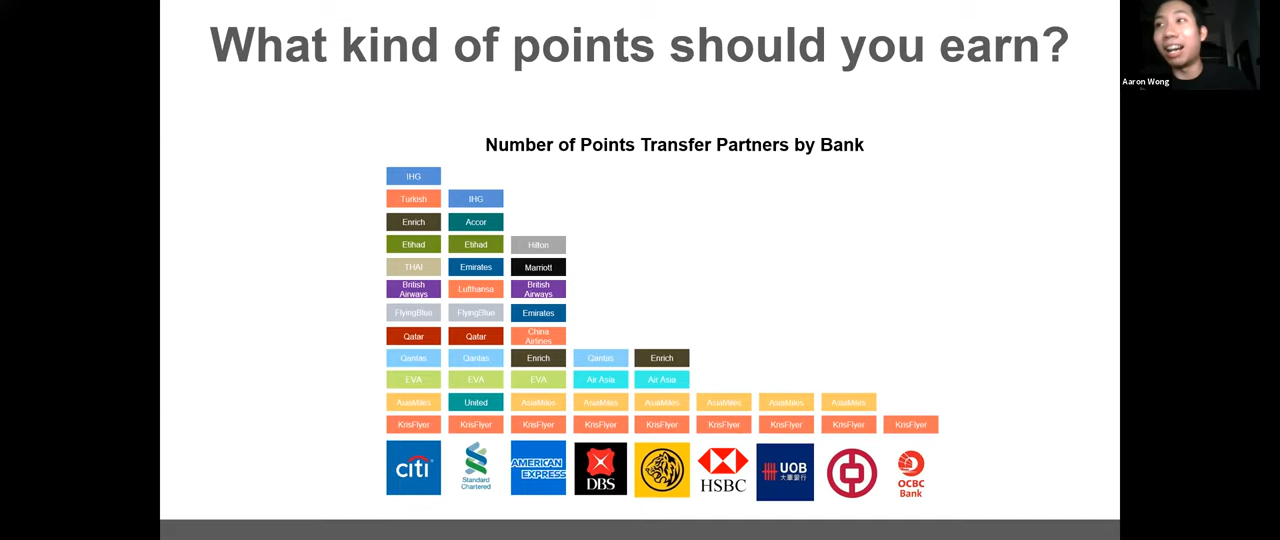 What kind of points should you earn?
Aaron Wong
Number of Points Transfer Partners by Bank
IHG
Turkish IHG
Enrich Accor
Etihad Etihad Hilton
THAI Emirates Marriott
British Airways Lufthansa British Airways
FlyingBlue FlyingBlue Emirates
Qatar Qatar China Airlines
Qantas Qantas Enrich Qantas Enrich
EVA EVA EVA Air Asia Air Asia
AsiaMiles United AsiaMiles AsiaMiles AsiaMiles AsiaMiles AsiaMiles AsiaMiles
KrisFlyer KrisFlyer KrisFlyer KrisFlyer KrisFlyer KrisFlyer KrisFlyer KrisFlyer KrisFlyer
citi
Standard
Chartered
AMERICAN
EXPRESS
DBS
HSBC
UOB
大華銀行
OCBC
Bank